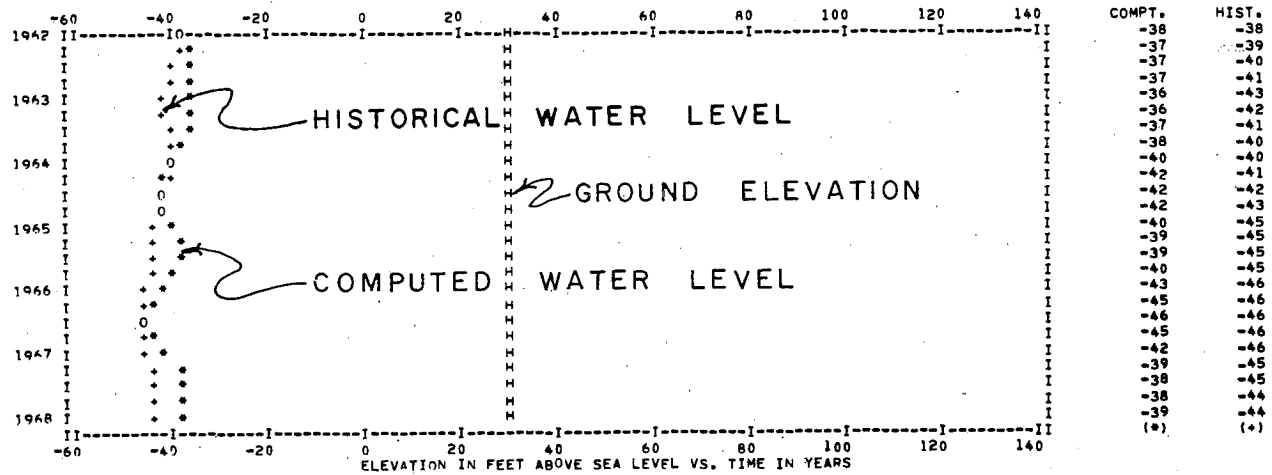 -60 -40 -20 0 20 40 60 80 100 120 140 COMPT. HIST.
1942 -38 -38
-37 -39
-37 -40
-37 -41
1943 -36 -43
HISTORICAL WATER LEVEL -36 -42
-37 -41
-38 -40
1964 -40 -40
-42 -41
GROUND ELEVATION -42 -42
-42 -43
1965 -40 -45
-39 -45
-39 -45
COMPUTED WATER LEVEL -40 -45
1966 -43 -46
-45 -46
-46 -46
-45 -46
1947 -42 -46
-39 -45
-38 -45
-38 -44
1968 -39 -44
(*) (+)
-60 -40 -20 0 20 40 60 80 100 120 140
ELEVATION IN FEET ABOVE SEA LEVEL VS. TIME IN YEARS